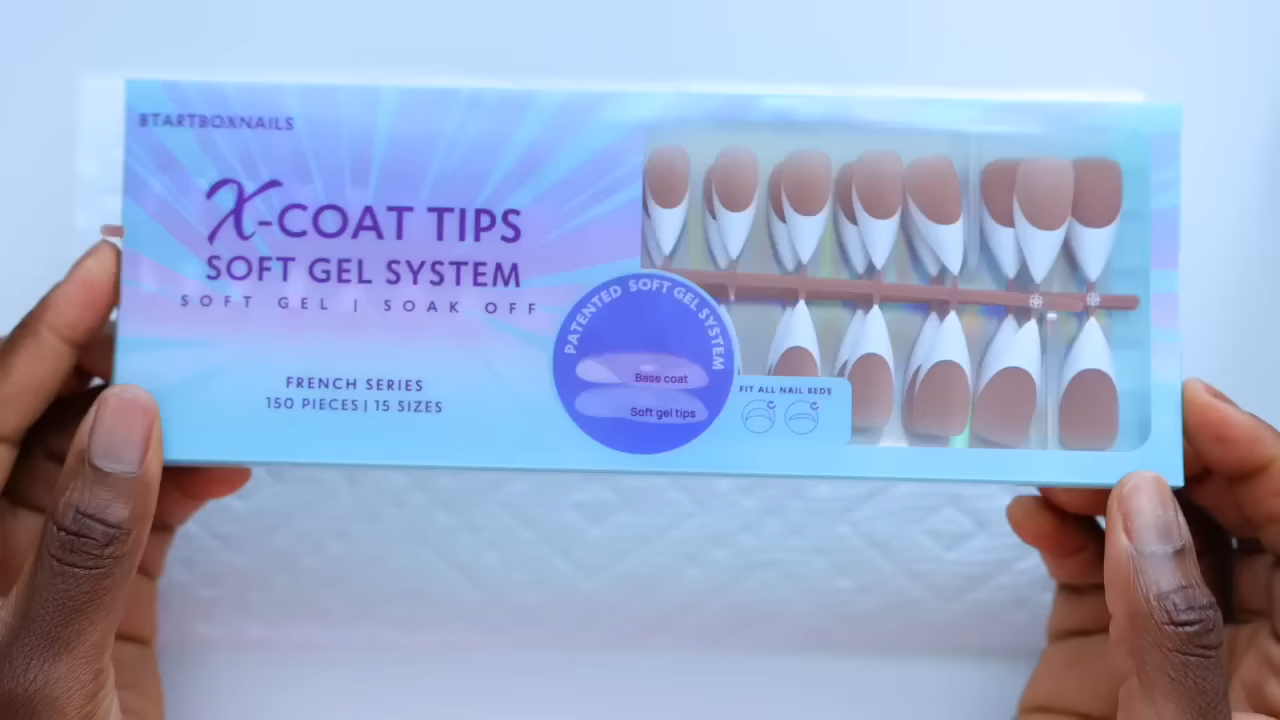 BTARTBOXNAILS
X-COAT TIPS
SOFT GEL SYSTEM
SOFT GEL | SOAK OFF
FRENCH SERIES
150 PIECES | 15 SIZES
PATENTED SOFT GEL SYSTEM
Base coat
Soft gel tips
FIT ALL NAIL BEDS